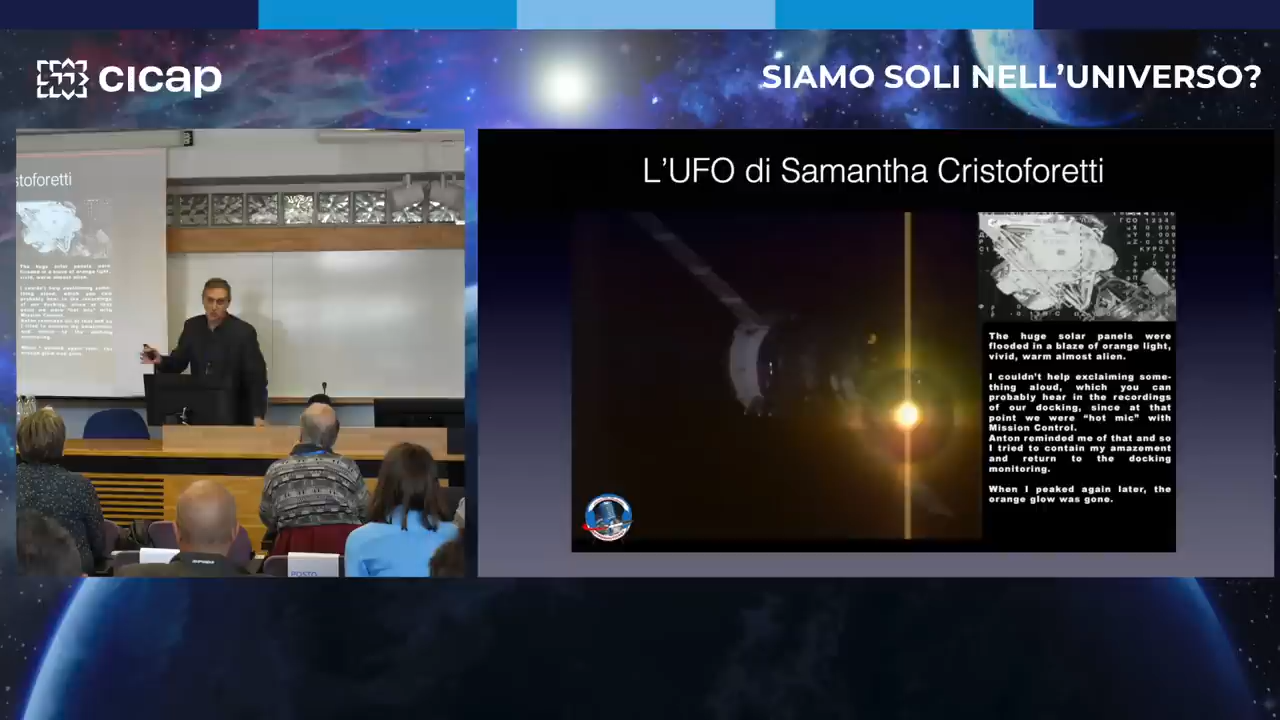 cicap
SIAMO SOLI NELL'UNIVERSO?
stoforetti
L'UFO di Samantha Cristoforetti
The huge solar panels were
flooded in a blaze of orange light,
vivid, warm almost alien.
I couldn't help exclaiming some-
thing aloud, which you can
probably hear in the recordings
of our docking, since at that
point we were "hot mic" with
Mission Control.
Anton reminded me of that and so
I tried to contain my amazement
and return to the docking
monitoring.
When I peaked again later, the
orange glow was gone.
POSTO